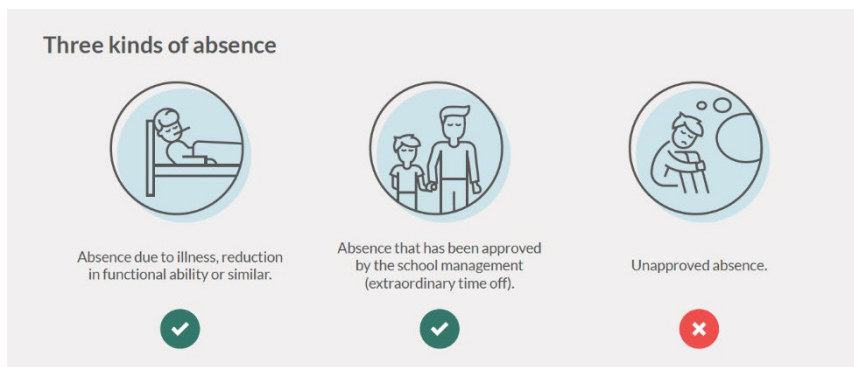 Three kinds of absence
Absence due to illness, reduction
in functional ability or similar.
Absence that has been approved
by the school management
(extraordinary time off).
Unapproved absence.